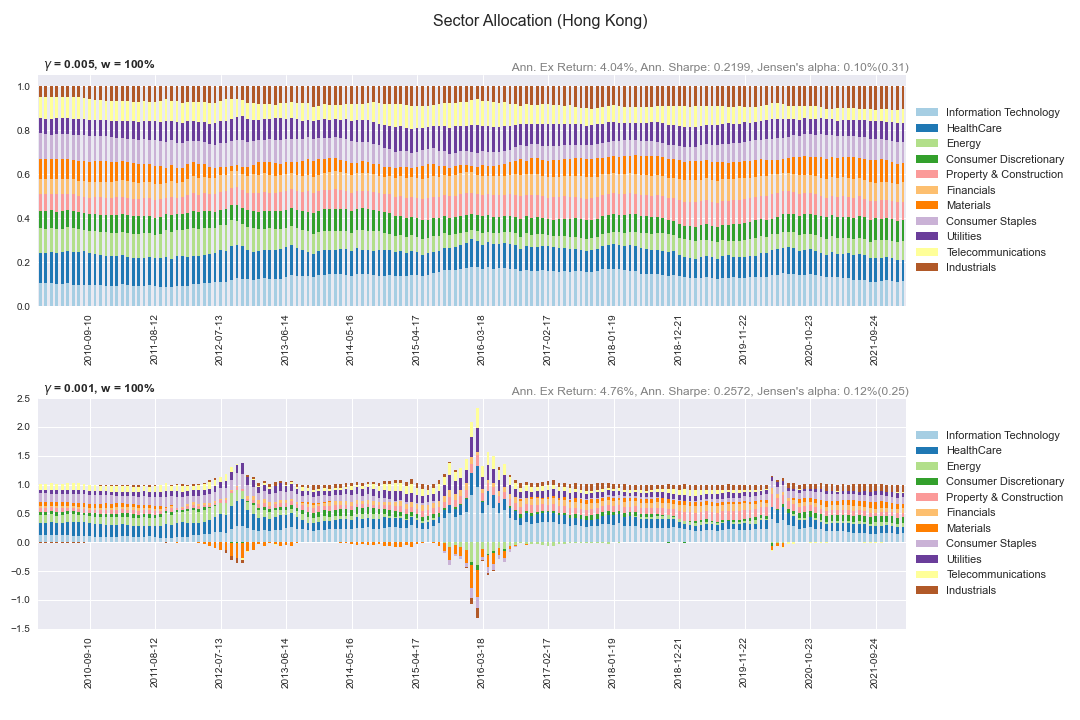 Sector Allocation (Hong Kong)
γ = 0.005, w = 100%
Ann. Ex Return: 4.04%, Ann. Sharpe: 0.2199, Jensen's alpha: 0.10%(0.31)
1.0
0.8
0.6
0.4
0.2
0.0
2010-09-10
2011-08-12
2012-07-13
2013-06-14
2014-05-16
2015-04-17
2016-03-18
2017-02-17
2018-01-19
2018-12-21
2019-11-22
2020-10-23
2021-09-24
Information Technology
HealthCare
Energy
Consumer Discretionary
Property & Construction
Financials
Materials
Consumer Staples
Utilities
Telecommunications
Industrials
γ = 0.001, w = 100%
Ann. Ex Return: 4.76%, Ann. Sharpe: 0.2572, Jensen's alpha: 0.12%(0.25)
2.5
2.0
1.5
1.0
0.5
0.0
−0.5
−1.0
−1.5
2010-09-10
2011-08-12
2012-07-13
2013-06-14
2014-05-16
2015-04-17
2016-03-18
2017-02-17
2018-01-19
2018-12-21
2019-11-22
2020-10-23
2021-09-24
Information Technology
HealthCare
Energy
Consumer Discretionary
Property & Construction
Financials
Materials
Consumer Staples
Utilities
Telecommunications
Industrials